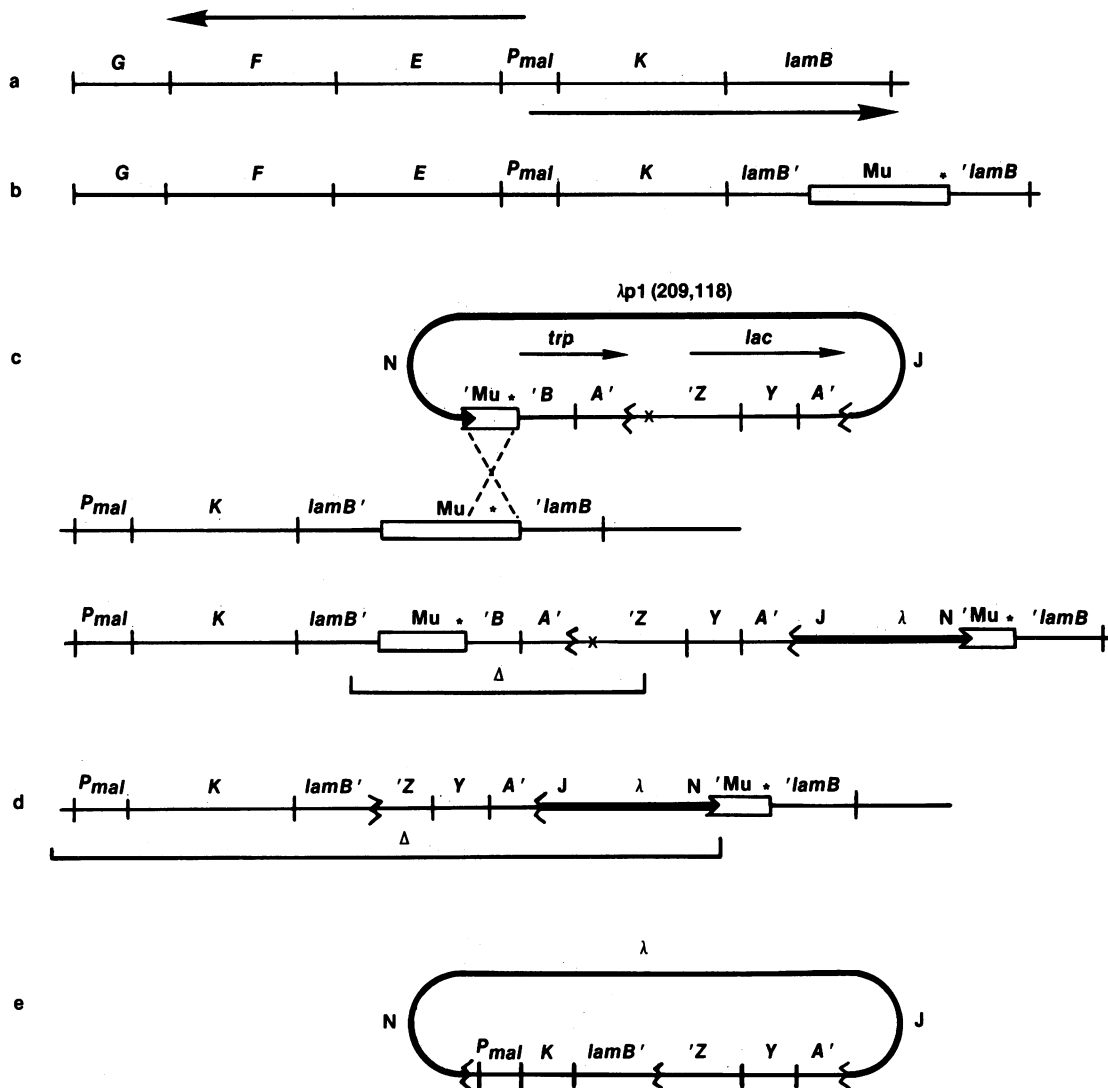 a
G F E Pmal K lamB
b
G F E Pmal K lamB' Mu * 'lamB
c
λp1 (209,118)
trp lac
N J
'Mu * 'B A' x 'Z Y A'
Pmal K lamB' Mu * 'lamB
Pmal K lamB' Mu * 'B A' x 'Z Y A' J λ N 'Mu * 'lamB
Δ
d
Pmal K lamB' 'Z Y A' J λ N 'Mu * 'lamB
Δ
e
λ
N J
Pmal K lamB' 'Z Y A'